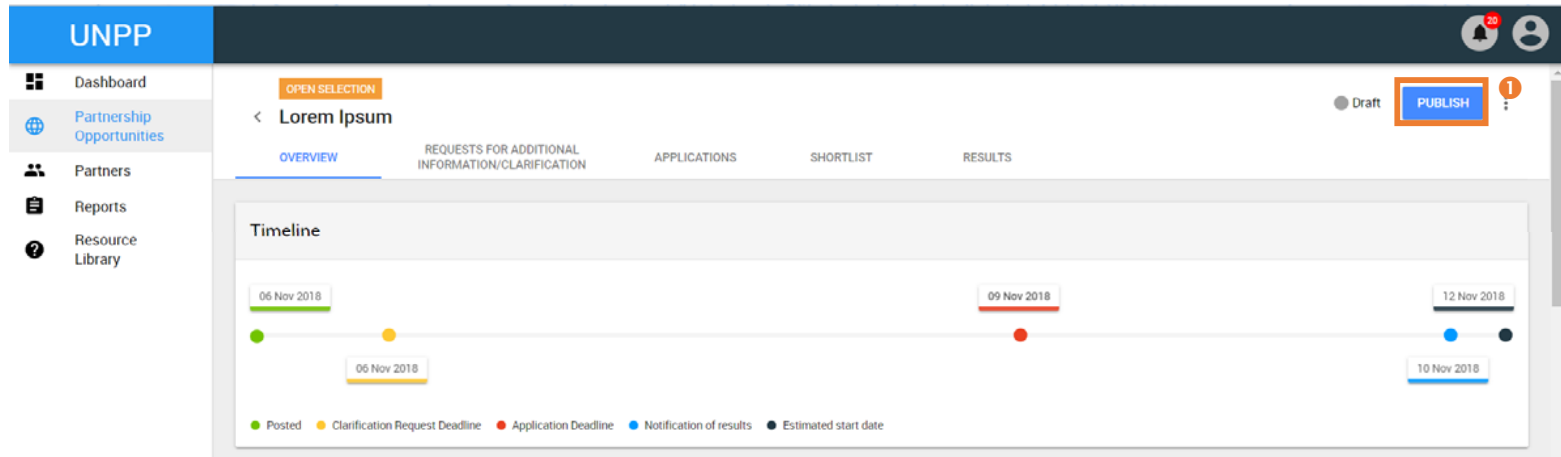 UNPP
20
Dashboard
Partnership
Opportunities
Partners
Reports
Resource
Library
OPEN SELECTION
Lorem Ipsum
Draft
PUBLISH
1
OVERVIEW
REQUESTS FOR ADDITIONAL
INFORMATION/CLARIFICATION
APPLICATIONS
SHORTLIST
RESULTS
Timeline
06 Nov 2018
09 Nov 2018
12 Nov 2018
06 Nov 2018
10 Nov 2018
Posted
Clarification Request Deadline
Application Deadline
Notification of results
Estimated start date